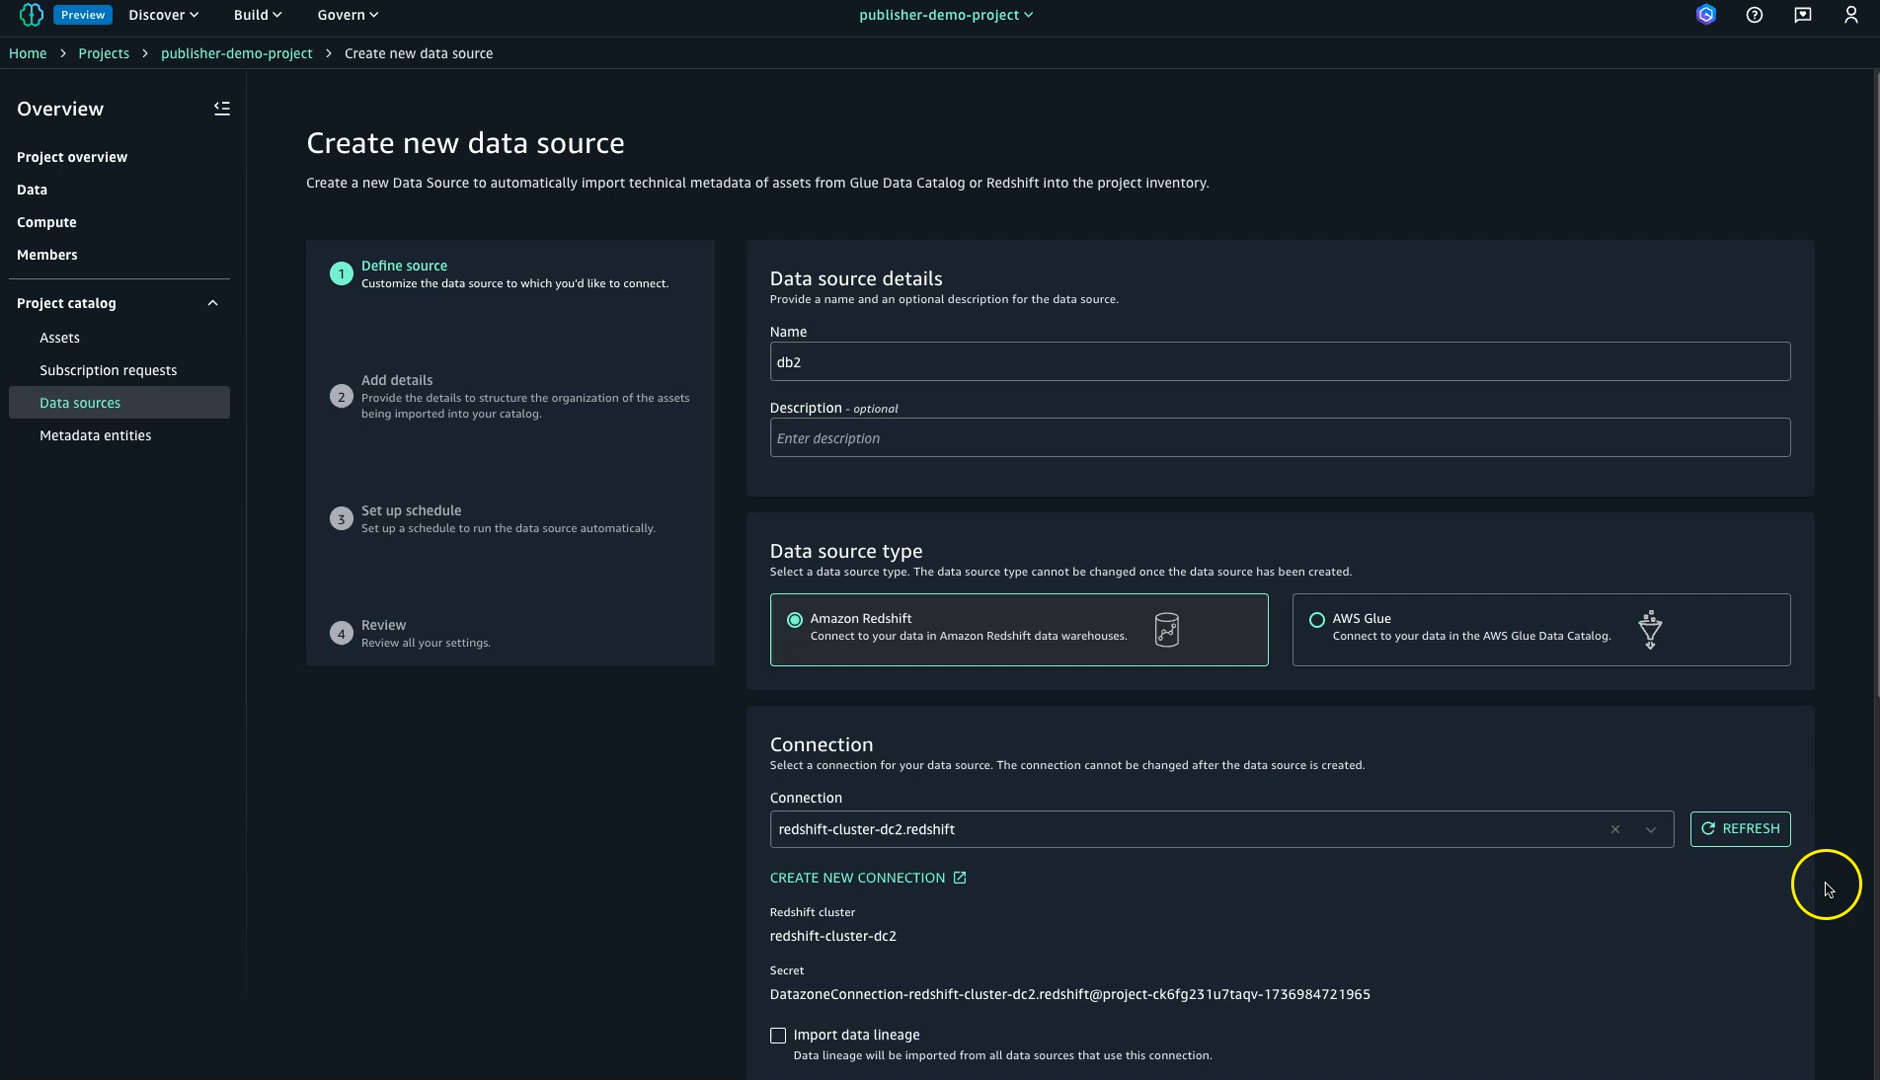 Preview
Discover
Build
Govern
publisher-demo-project
Home > Projects > publisher-demo-project > Create new data source
Overview
Project overview
Data
Compute
Members
Project catalog
Assets
Subscription requests
Data sources
Metadata entities
Create new data source
Create a new Data Source to automatically import technical metadata of assets from Glue Data Catalog or Redshift into the project inventory.
1
Define source
Customize the data source to which you'd like to connect.
2
Add details
Provide the details to structure the organization of the assets
being imported into your catalog.
3
Set up schedule
Set up a schedule to run the data source automatically.
4
Review
Review all your settings.
Data source details
Provide a name and an optional description for the data source.
Name
db2
Description - optional
Enter description
Data source type
Select a data source type. The data source type cannot be changed once the data source has been created.
Amazon Redshift
Connect to your data in Amazon Redshift data warehouses.
AWS Glue
Connect to your data in the AWS Glue Data Catalog.
Connection
Select a connection for your data source. The connection cannot be changed after the data source is created.
Connection
redshift-cluster-dc2.redshift
REFRESH
CREATE NEW CONNECTION
Redshift cluster
redshift-cluster-dc2
Secret
DatazoneConnection-redshift-cluster-dc2.redshift@project-ck6fg231u7taqv-1736984721965
Import data lineage
Data lineage will be imported from all data sources that use this connection.